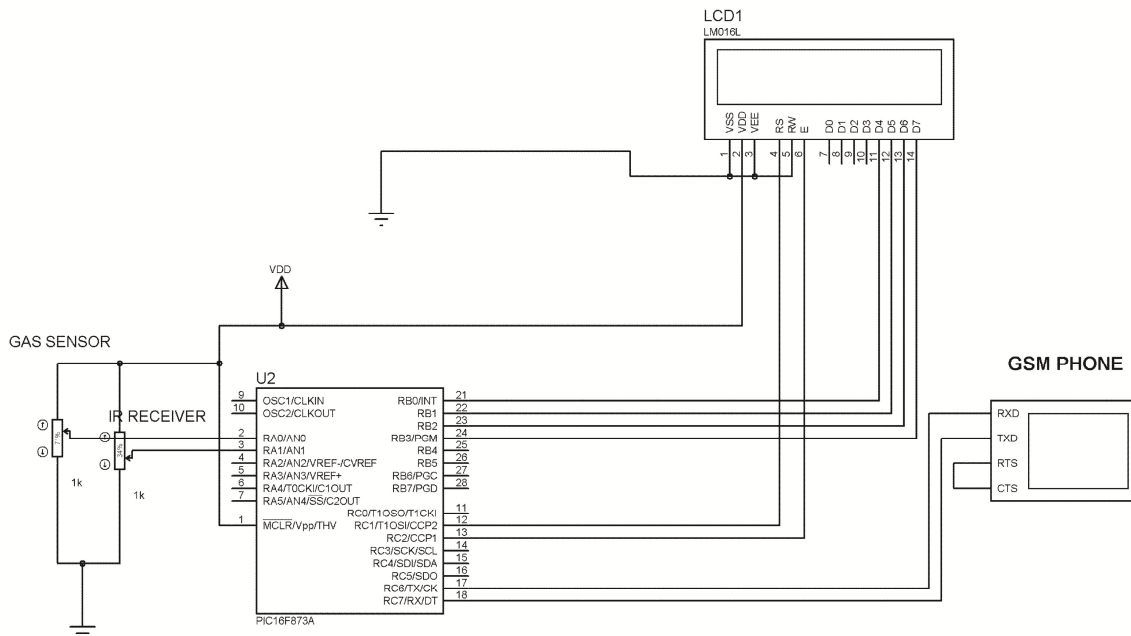 LCD1
LM016L
VSS
VDD
VEE
RS
RW
E
D0
D1
D2
D3
D4
D5
D6
D7
1
2
3
4
5
6
7
8
9
10
11
12
13
14
VDD
GAS SENSOR
IR RECEIVER
7 %
34%
1k
1k
GSM PHONE
RXD
TXD
RTS
CTS
U2
9 OSC1/CLKIN
10 OSC2/CLKOUT
2 RA0/AN0
3 RA1/AN1
4 RA2/AN2/VREF-/CVREF
5 RA3/AN3/VREF+
6 RA4/T0CKI/C1OUT
7 RA5/AN4/SS/C2OUT
1 MCLR/Vpp/THV
RB0/INT 21
RB1 22
RB2 23
RB3/PGM 24
RB4 25
RB5 26
RB6/PGC 27
RB7/PGD 28
RC0/T1OSO/T1CKI 11
RC1/T1OSI/CCP2 12
RC2/CCP1 13
RC3/SCK/SCL 14
RC4/SDI/SDA 15
RC5/SDO 16
RC6/TX/CK 17
RC7/RX/DT 18
PIC16F873A